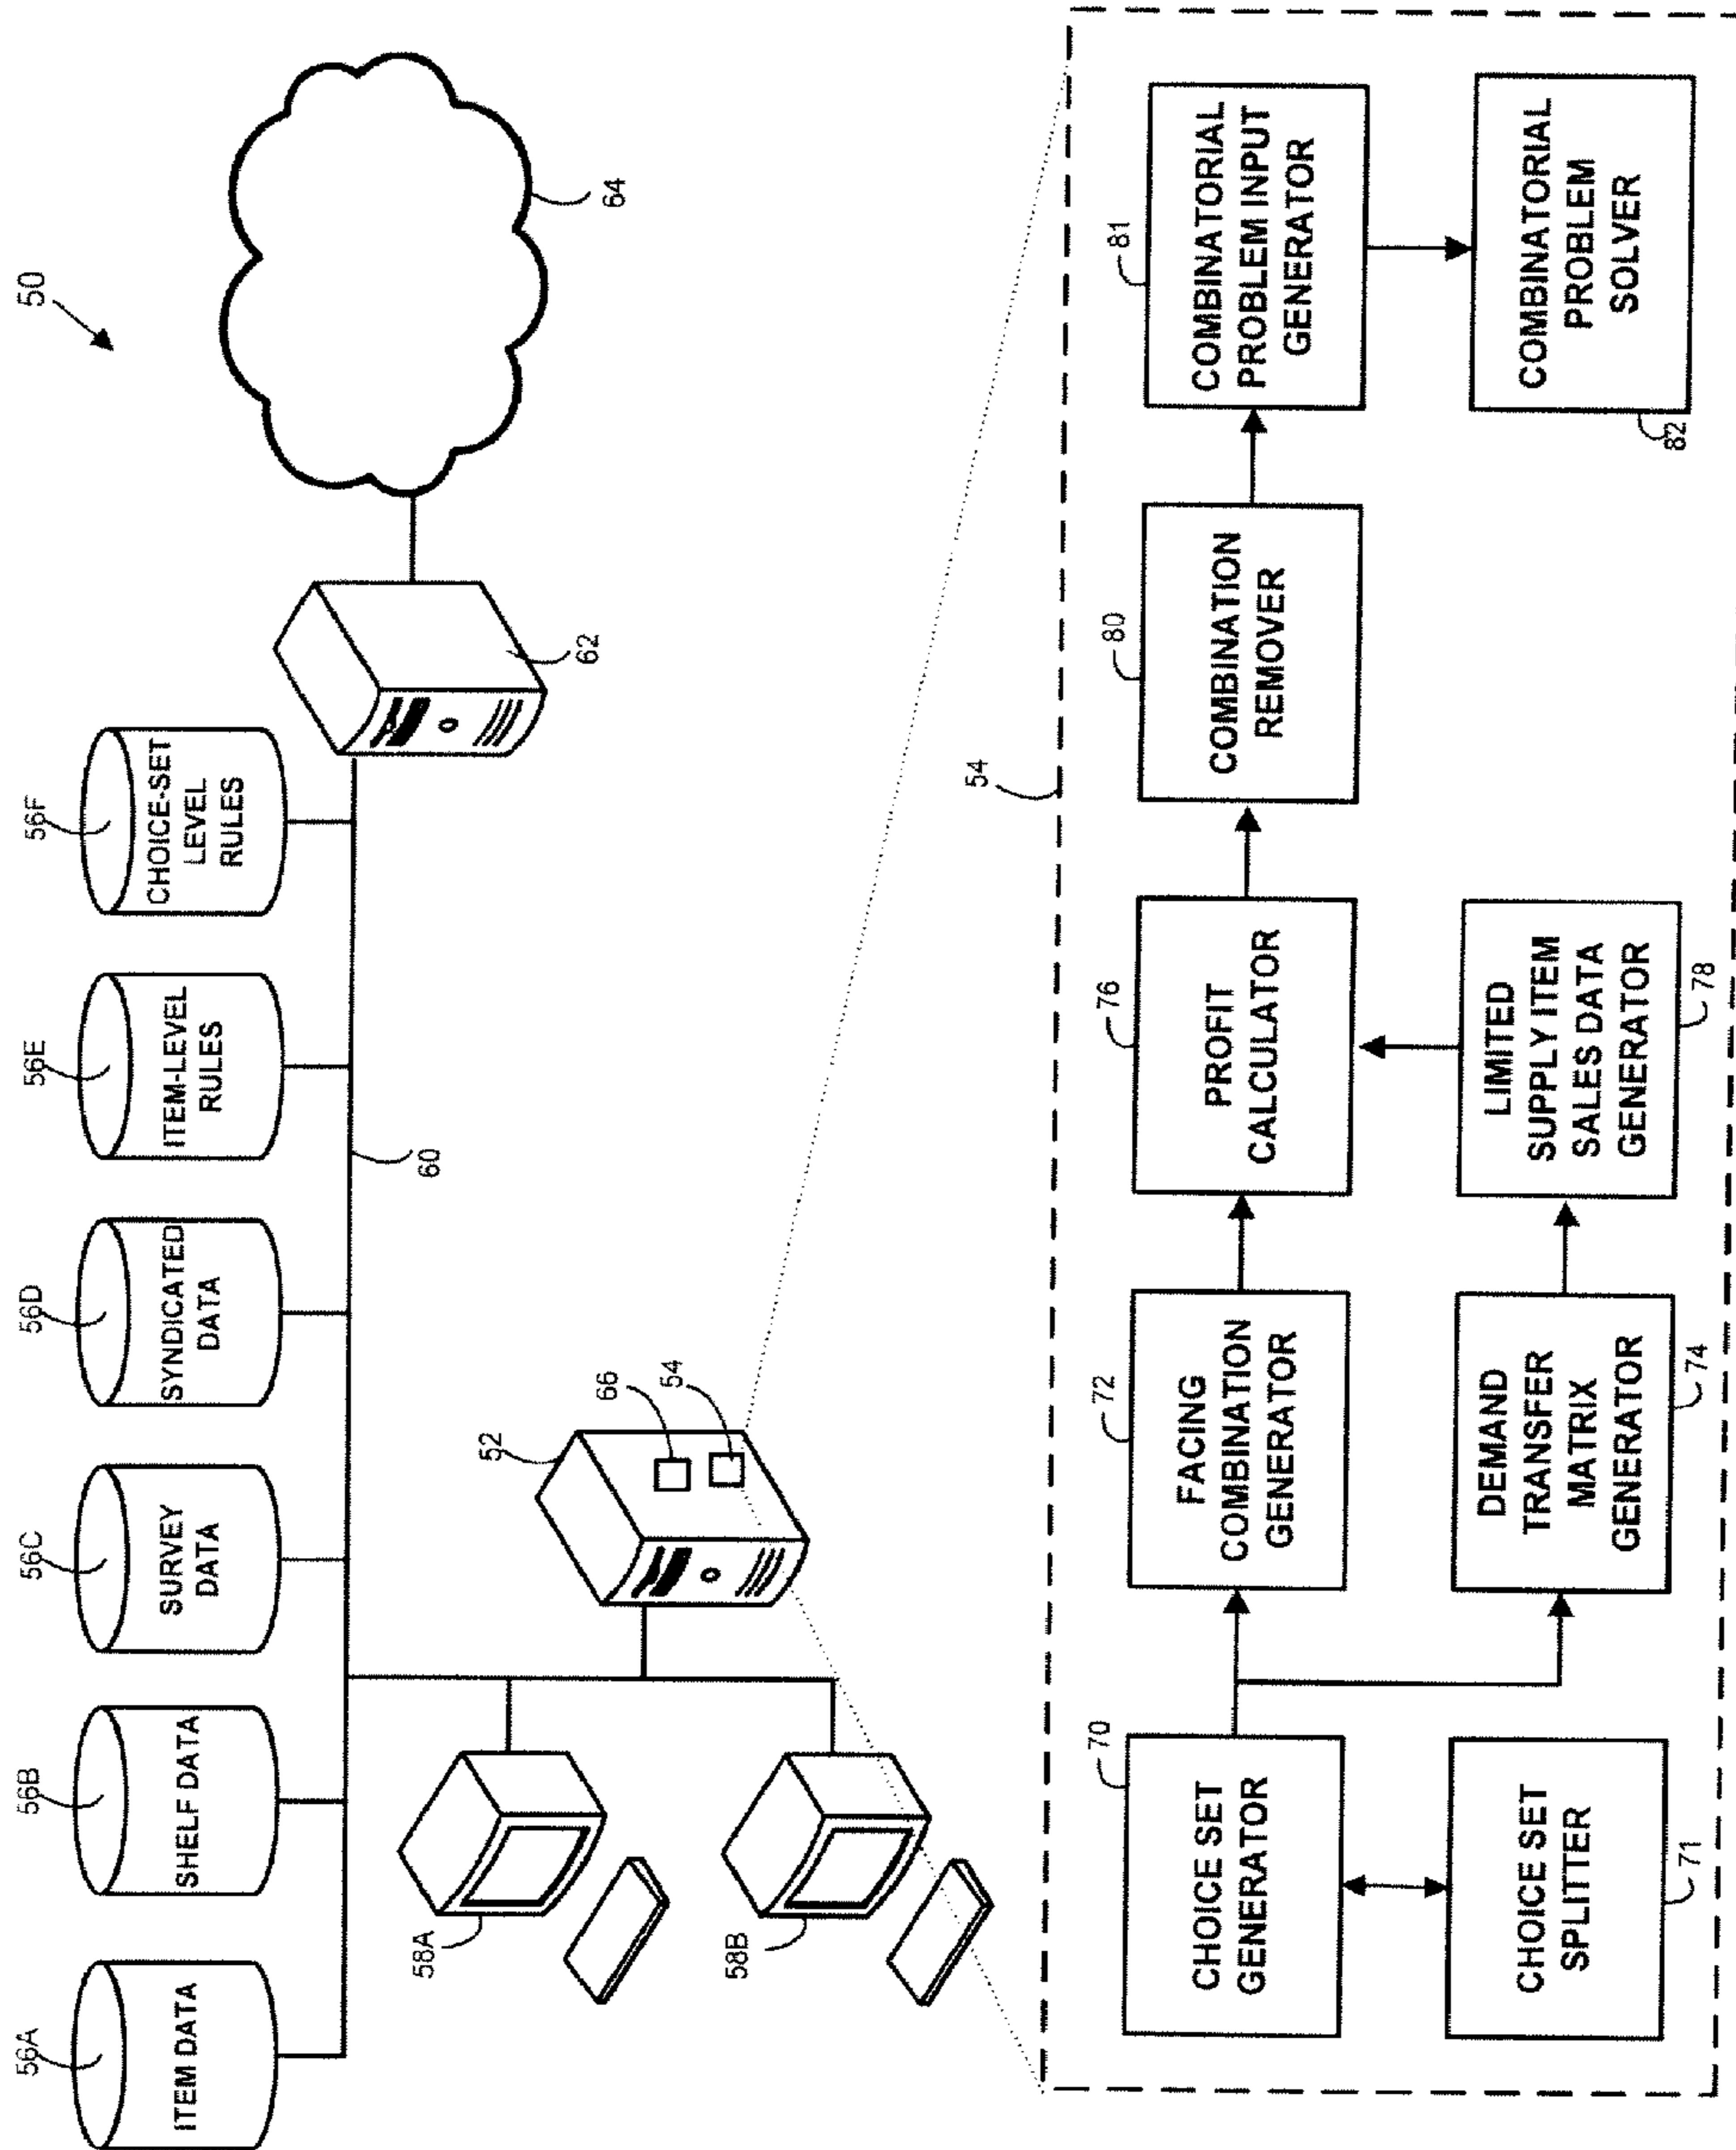 50
56A
56B
56C
56D
56E
56F
ITEM DATA
SHELF DATA
SURVEY
DATA
SYNDICATED
DATA
ITEM-LEVEL
RULES
CHOICE-SET
LEVEL
RULES
60
62
64
52
66
54
58A
58B
54
70
CHOICE SET
GENERATOR
72
FACING
COMBINATION
GENERATOR
76
PROFIT
CALCULATOR
80
COMBINATION
REMOVER
81
COMBINATORIAL
PROBLEM INPUT
GENERATOR
CHOICE SET
SPLITTER
71
DEMAND
TRANSFER
MATRIX
GENERATOR
74
LIMITED
SUPPLY ITEM
SALES DATA
GENERATOR
78
COMBINATORIAL
PROBLEM
SOLVER
82